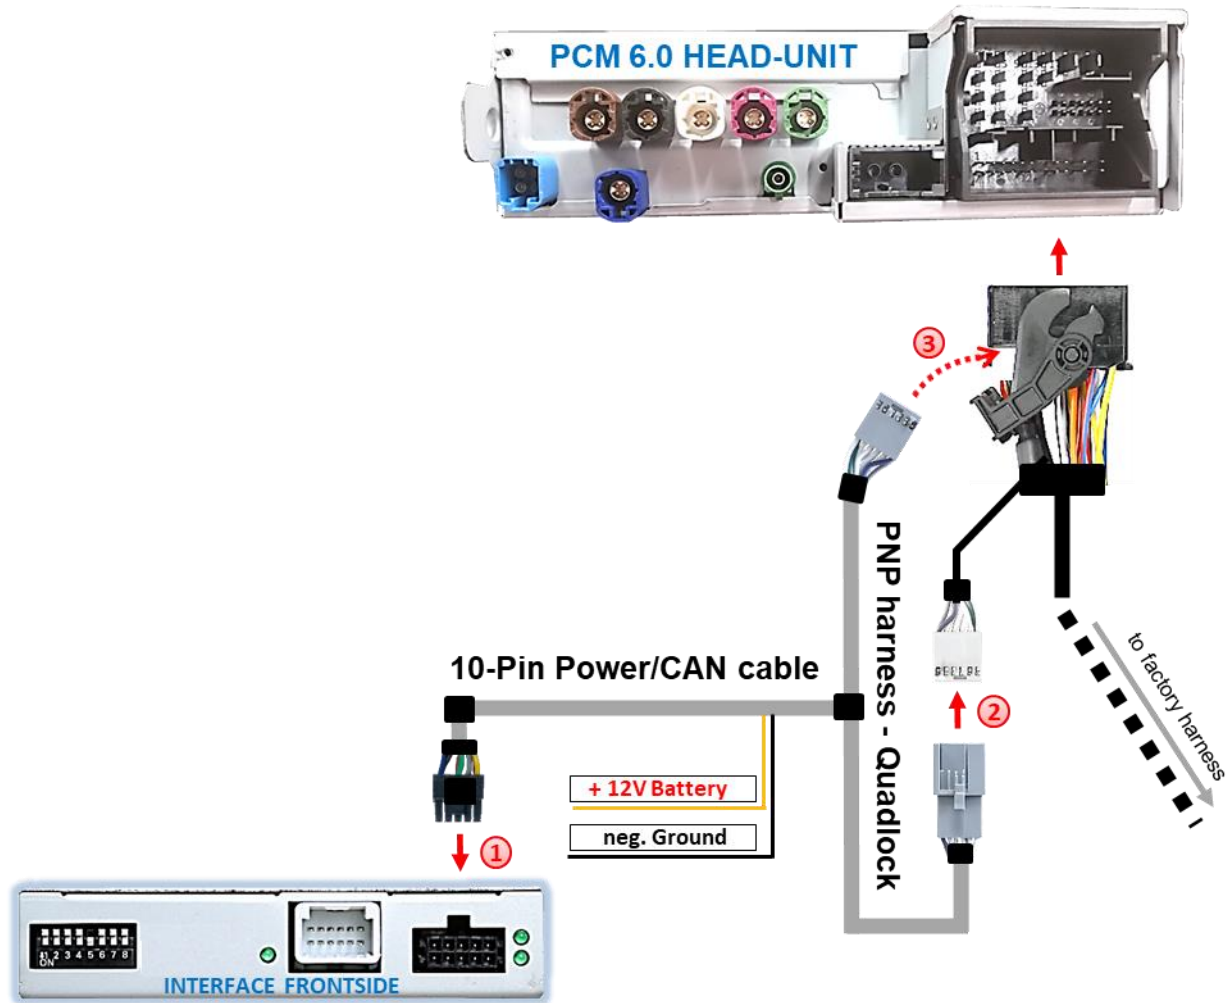 PCM 6.0 HEAD-UNIT
3
PNP harness - Quadlock
to factory harness
10-Pin Power/CAN cable
2
+ 12V Battery
neg. Ground
1
1 2 3 4 5 6 7 8
ON
INTERFACE FRONTSIDE